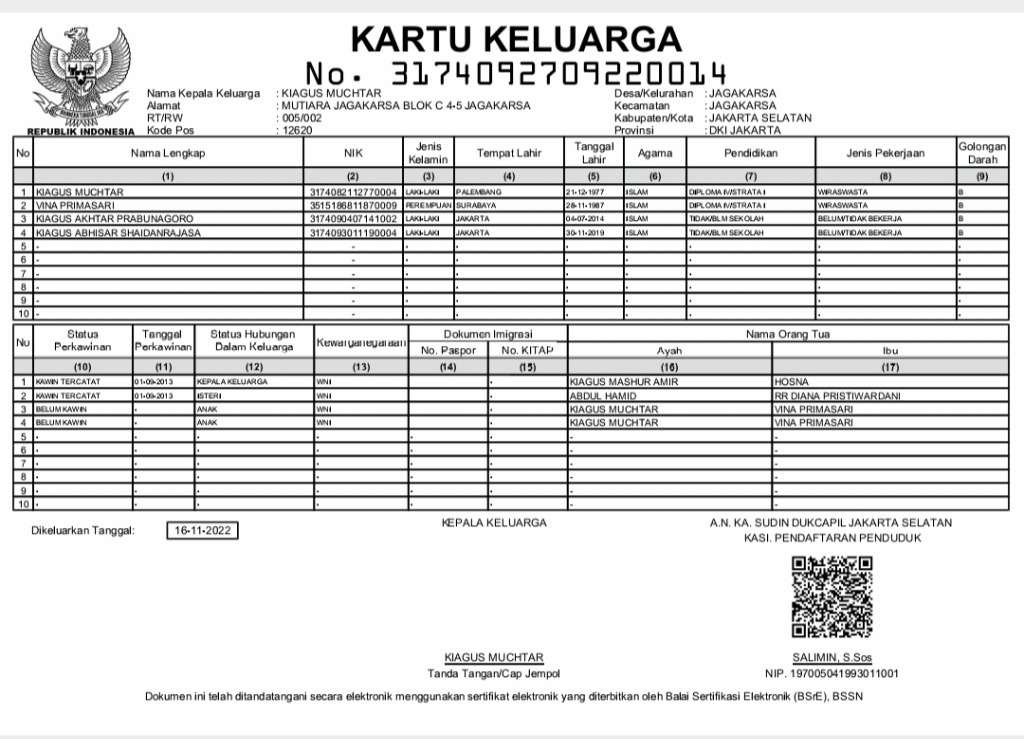 KARTU KELUARGA
No. 3174092709220014
Nama Kepala Keluarga : KIAGUS MUCHTAR
Alamat : MUTIARA JAGAKARSA BLOK C 4-5 JAGAKARSA
RT/RW : 005/002
Kode Pos : 12620
Desa/Kelurahan : JAGAKARSA
Kecamatan : JAGAKARSA
Kabupaten/Kota : JAKARTA SELATAN
Provinsi : DKI JAKARTA
REPUBLIK INDONESIA
No Nama Lengkap NIK Jenis Kelamin Tempat Lahir Tanggal Lahir Agama Pendidikan Jenis Pekerjaan Golongan Darah
(1) (2) (3) (4) (5) (6) (7) (8) (9)
1 KIAGUS MUCHTAR 3174082112770004 LAKI-LAKI PALEMBANG 21-12-1977 ISLAM DIPLOMA IV/STRATA I WIRASWASTA B
2 VINA PRIMASARI 3515186811870009 PEREMPUAN SURABAYA 28-11-1987 ISLAM DIPLOMA IV/STRATA I WIRASWASTA B
3 KIAGUS AKHTAR PRABUNAGORO 3174090407141002 LAKI-LAKI JAKARTA 04-07-2014 ISLAM TIDAK/BLM SEKOLAH BELUM/TIDAK BEKERJA B
4 KIAGUS ABHISAR SHAIDANRAJASA 3174093011190004 LAKI-LAKI JAKARTA 30-11-2019 ISLAM TIDAK/BLM SEKOLAH BELUM/TIDAK BEKERJA B
5 - - - - - - - - -
6 - - - - - - - - -
7 - - - - - - - - -
8 - - - - - - - - -
9 - - - - - - - - -
10 - - - - - - - - -
No Status Perkawinan Tanggal Perkawinan Status Hubungan Dalam Keluarga Kewarganegaraan Dokumen Imigrasi Nama Orang Tua
No. Paspor No. KITAP Ayah Ibu
(10) (11) (12) (13) (14) (15) (16) (17)
1 KAWIN TERCATAT 01-09-2013 KEPALA KELUARGA WNI - KIAGUS MASHUR AMIR HOSNA
2 KAWIN TERCATAT 01-09-2013 ISTERI WNI - ABDUL HAMID RR DIANA PRISTIWARDANI
3 BELUM KAWIN - ANAK WNI - KIAGUS MUCHTAR VINA PRIMASARI
4 BELUM KAWIN - ANAK WNI - KIAGUS MUCHTAR VINA PRIMASARI
5 - - - - - - - -
6 - - - - - - - -
7 - - - - - - - -
8 - - - - - - - -
9 - - - - - - - -
10 - - - - - - - -
Dikeluarkan Tanggal: 16-11-2022
KEPALA KELUARGA
KIAGUS MUCHTAR
Tanda Tangan/Cap Jempol
A.N. KA. SUDIN DUKCAPIL JAKARTA SELATAN
KASI. PENDAFTARAN PENDUDUK
SALIMIN, S.Sos
NIP. 197005041993011001
Dokumen ini telah ditandatangani secara elektronik menggunakan sertifikat elektronik yang diterbitkan oleh Balai Sertifikasi Elektronik (BSrE), BSSN